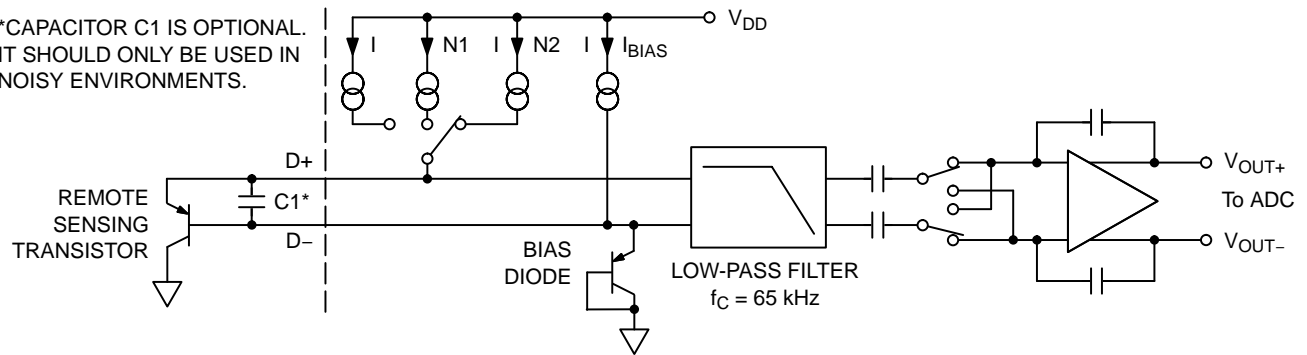 *CAPACITOR C1 IS OPTIONAL.
IT SHOULD ONLY BE USED IN
NOISY ENVIRONMENTS.
I
N1
I
N2
I_BIAS
V_DD
D+
C1*
D−
REMOTE
SENSING
TRANSISTOR
BIAS
DIODE
LOW-PASS FILTER
f_C = 65 kHz
V_OUT+
To ADC
V_OUT−